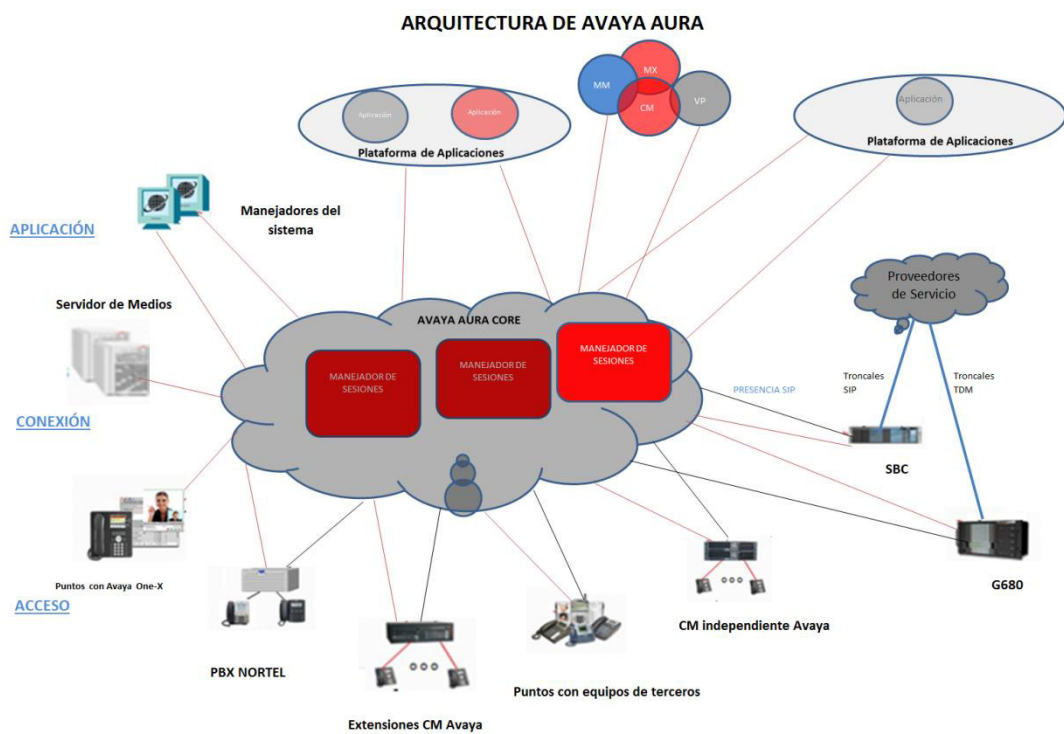 ARQUITECTURA DE AVAYA AURA
MM
MX
CM
VP
Aplicación
Aplicación
Plataforma de Aplicaciones
Aplicación
Plataforma de Aplicaciones
Manejadores del
sistema
APLICACIÓN
Proveedores
de Servicio
Servidor de Medios
AVAYA AURA CORE
MANEJADOR DE
SESIONES
MANEJADOR DE
SESIONES
MANEJADOR DE
SESIONES
PRESENCIA SIP
Troncales
SIP
Troncales
TDM
CONEXIÓN
SBC
Puntos con Avaya One-X
ACCESO
G680
CM independiente Avaya
PBX NORTEL
Puntos con equipos de terceros
Extensiones CM Avaya